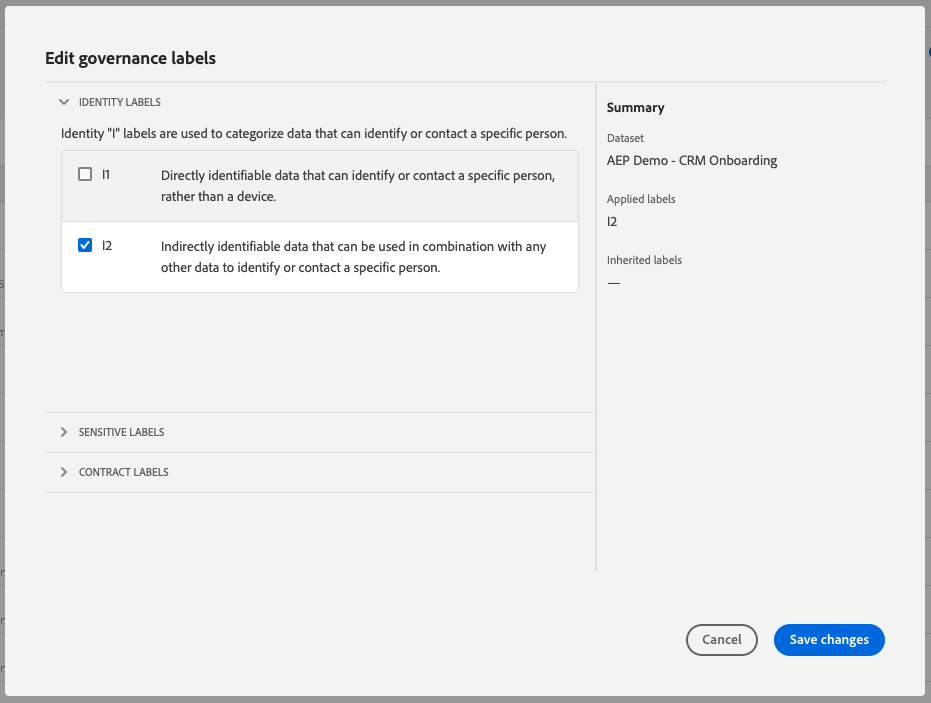 Edit governance labels
IDENTITY LABELS
Identity "I" labels are used to categorize data that can identify or contact a specific person.
I1
Directly identifiable data that can identify or contact a specific person,
rather than a device.
I2
Indirectly identifiable data that can be used in combination with any
other data to identify or contact a specific person.
SENSITIVE LABELS
CONTRACT LABELS
Summary
Dataset
AEP Demo - CRM Onboarding
Applied labels
I2
Inherited labels
—
Cancel
Save changes